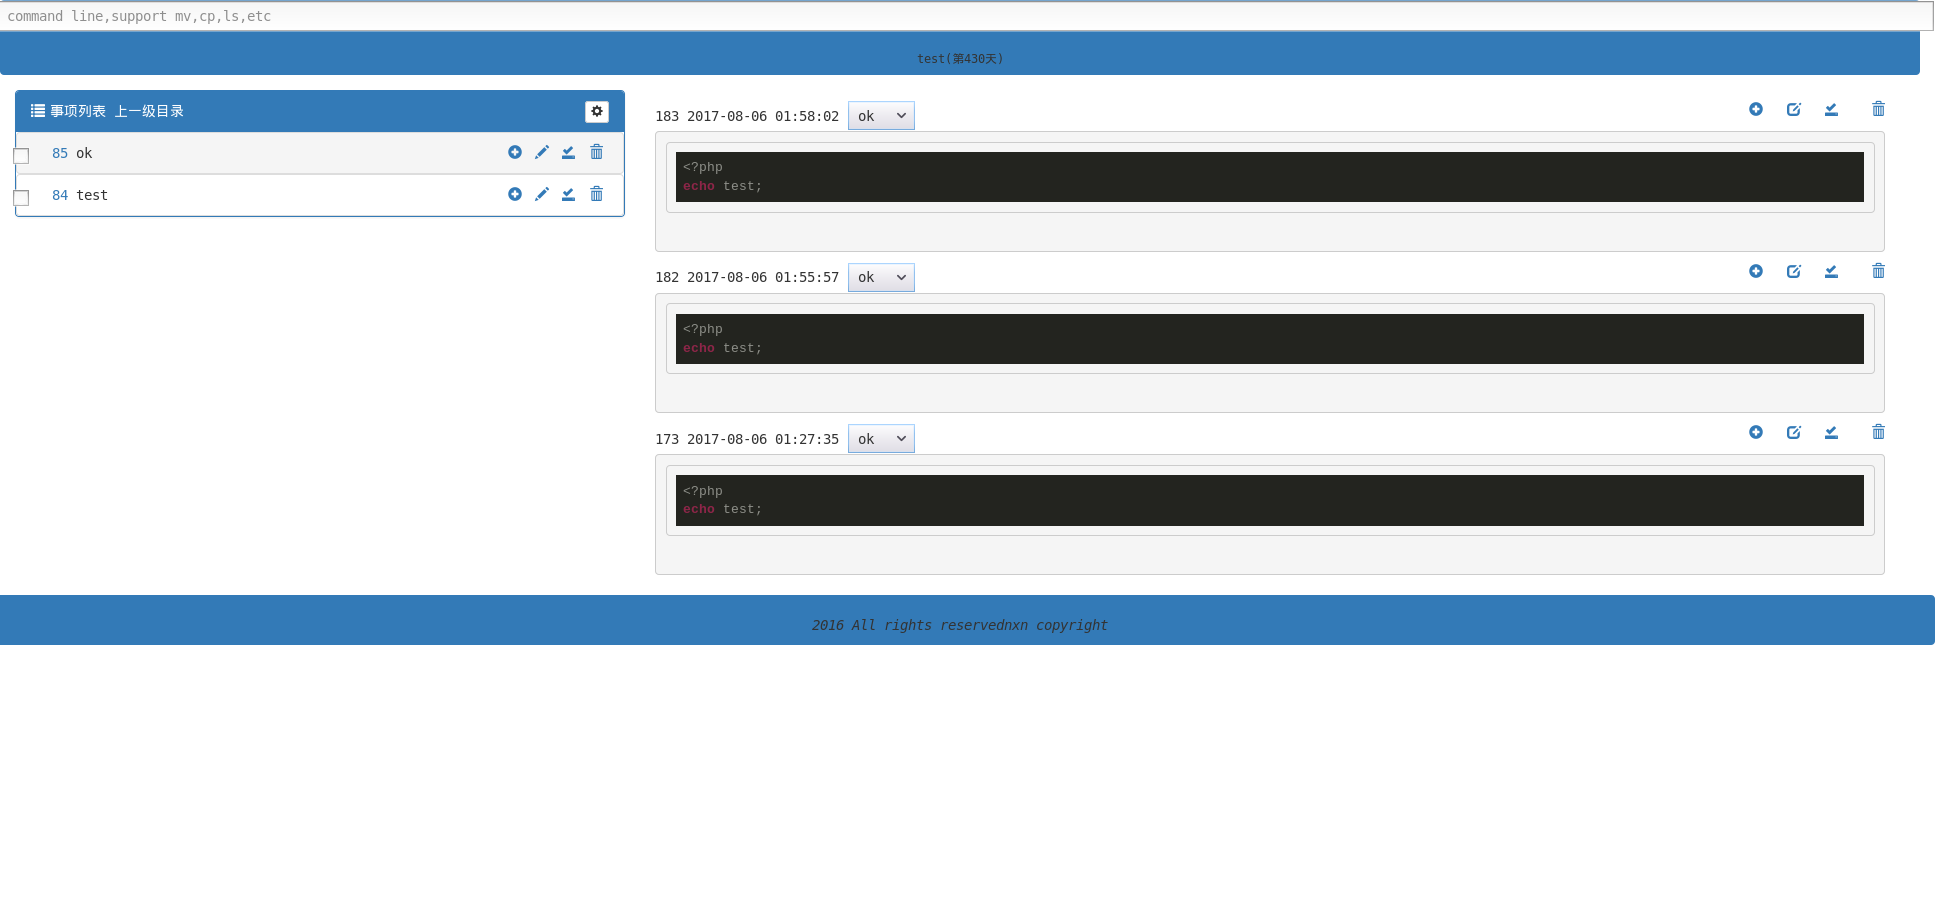 command line,support mv,cp,ls,etc
test(第430天)
事项列表 上一级目录
85 ok
84 test
183 2017-08-06 01:58:02 ok
<?php
echo test;
182 2017-08-06 01:55:57 ok
<?php
echo test;
173 2017-08-06 01:27:35 ok
<?php
echo test;
2016 All rights reservednxn copyright